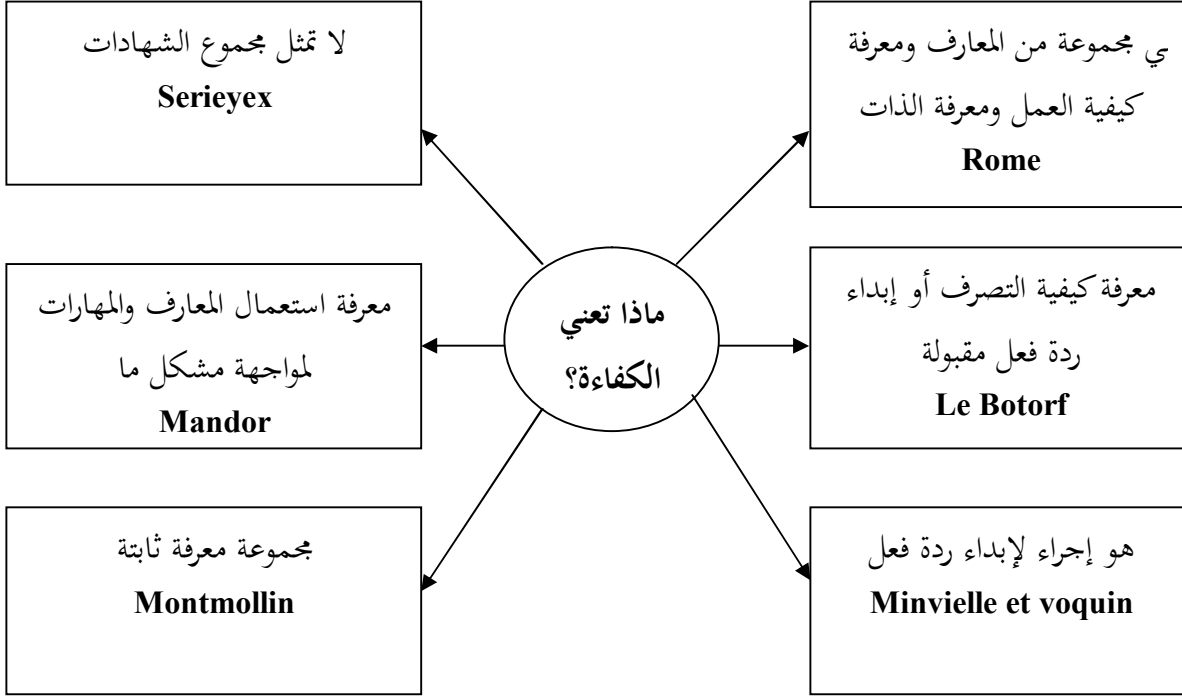 ي مجموعة من المعارف ومعرفة
كيفية العمل ومعرفة الذات
Rome
لا تمثل مجموع الشهادات
Serieyex
معرفة كيفية التصرف أو إبداء
ردة فعل مقبولة
Le Botorf
ماذا تعني
الكفاءة؟
معرفة استعمال المعارف والمهارات
لمواجهة مشكل ما
Mandor
هو إجراء لإبداء ردة فعل
Minvielle et voquin
مجموعة معرفة ثابتة
Montmollin